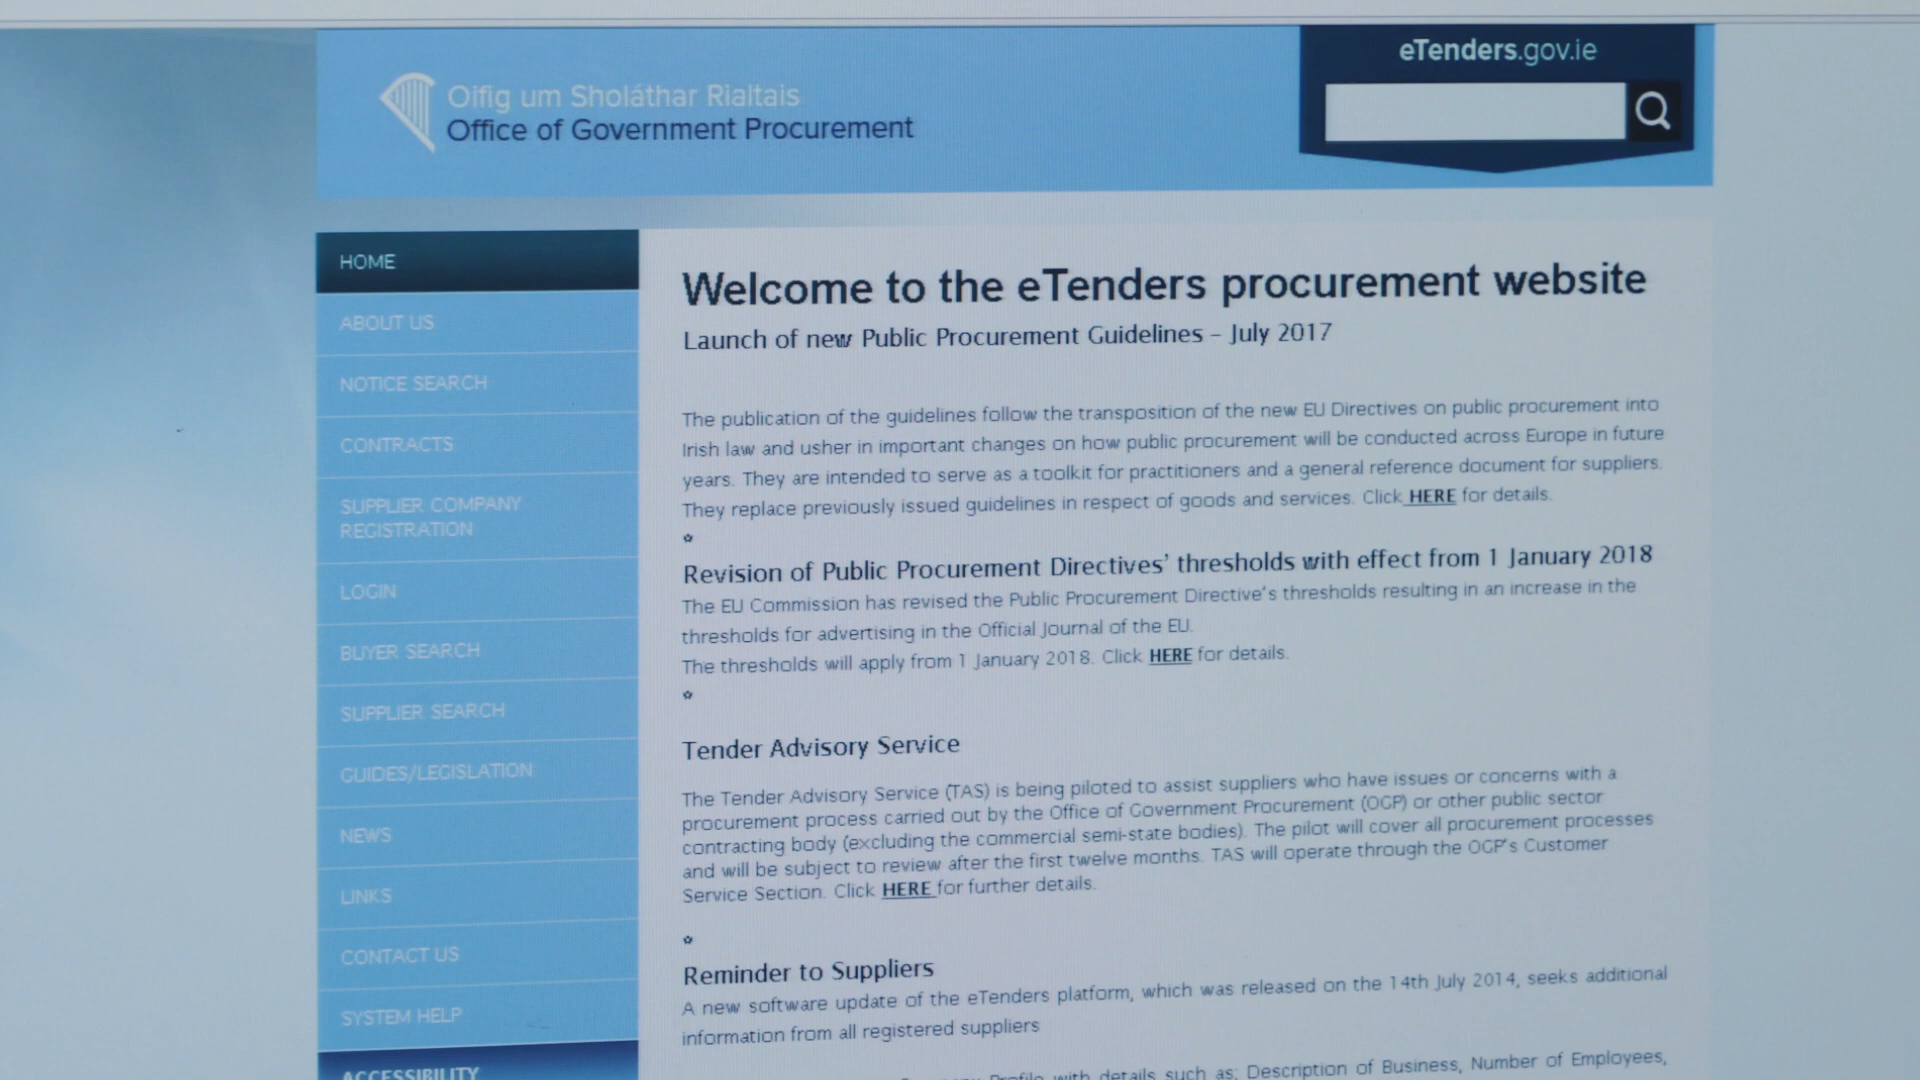 Oifig um Sholáthar Rialtais
Office of Government Procurement
eTenders.gov.ie
HOME
ABOUT US
NOTICE SEARCH
CONTRACTS
SUPPLIER COMPANY
REGISTRATION
LOGIN
BUYER SEARCH
SUPPLIER SEARCH
GUIDES/LEGISLATION
NEWS
LINKS
CONTACT US
SYSTEM HELP
ACCESSIBILITY
Welcome to the eTenders procurement website
Launch of new Public Procurement Guidelines – July 2017
The publication of the guidelines follow the transposition of the new EU Directives on public procurement into
Irish law and usher in important changes on how public procurement will be conducted across Europe in future
years. They are intended to serve as a toolkit for practitioners and a general reference document for suppliers.
They replace previously issued guidelines in respect of goods and services. Click HERE for details.
Revision of Public Procurement Directives’ thresholds with effect from 1 January 2018
The EU Commission has revised the Public Procurement Directive’s thresholds resulting in an increase in the
thresholds for advertising in the Official Journal of the EU.
The thresholds will apply from 1 January 2018. Click HERE for details.
Tender Advisory Service
The Tender Advisory Service (TAS) is being piloted to assist suppliers who have issues or concerns with a
procurement process carried out by the Office of Government Procurement (OGP) or other public sector
contracting body (excluding the commercial semi-state bodies). The pilot will cover all procurement processes
and will be subject to review after the first twelve months. TAS will operate through the OGP’s Customer
Service Section. Click HERE for further details.
Reminder to Suppliers
A new software update of the eTenders platform, which was released on the 14th July 2014, seeks additional
information from all registered suppliers
Profile with details such as: Description of Business, Number of Employees,